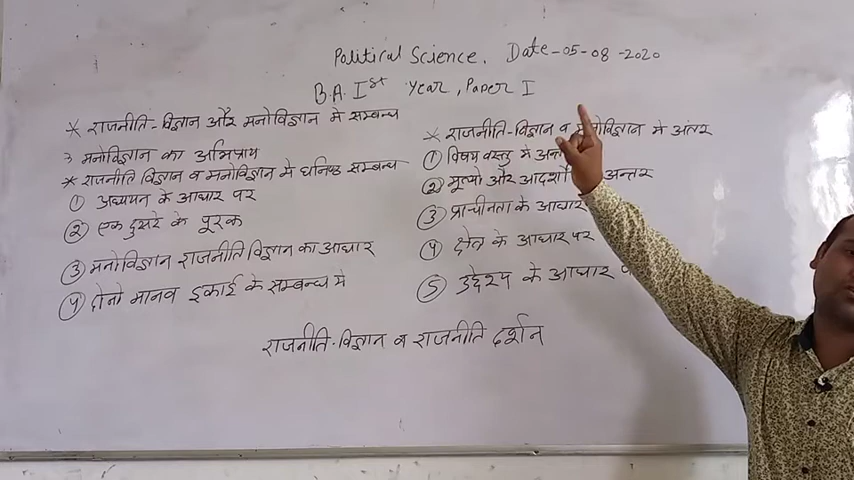 Political Science. Date-05-08-2020
B.A. Ist Year, Paper I
* राजनीति-विज्ञान और मनोविज्ञान मे सम्बन्ध
> मनोविज्ञान का अभिप्राय
* राजनीति विज्ञान व मनोविज्ञान मे घनिष्ठ सम्बन्ध
① अध्ययन के आधार पर
② एक दुसरे के पूरक
③ मनोविज्ञान राजनीति विज्ञान का आधार
④ दोनो मानव इकाई के सम्बन्ध मे
* राजनीति-विज्ञान व मनोविज्ञान मे अंतर
① विषय वस्तु मे अन्त
② मूल्यो और आदर्शो अन्तर
③ प्राचीनता के आधार
④ क्षेत्र के आधार पर
⑤ उद्देश्य के आधार
राजनीति-विज्ञान व राजनीति दर्शन